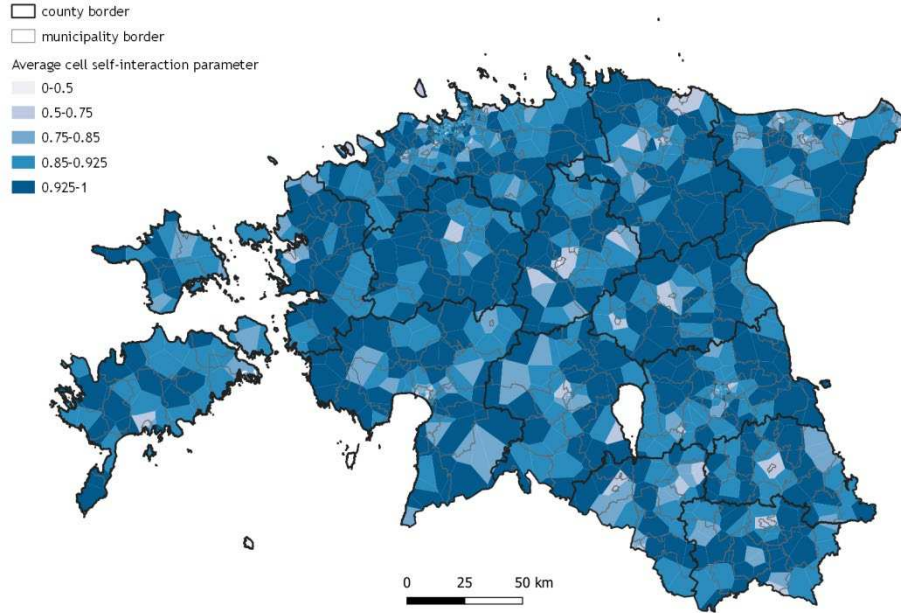 county border
municipality border
Average cell self-interaction parameter
0-0.5
0.5-0.75
0.75-0.85
0.85-0.925
0.925-1
0 25 50 km